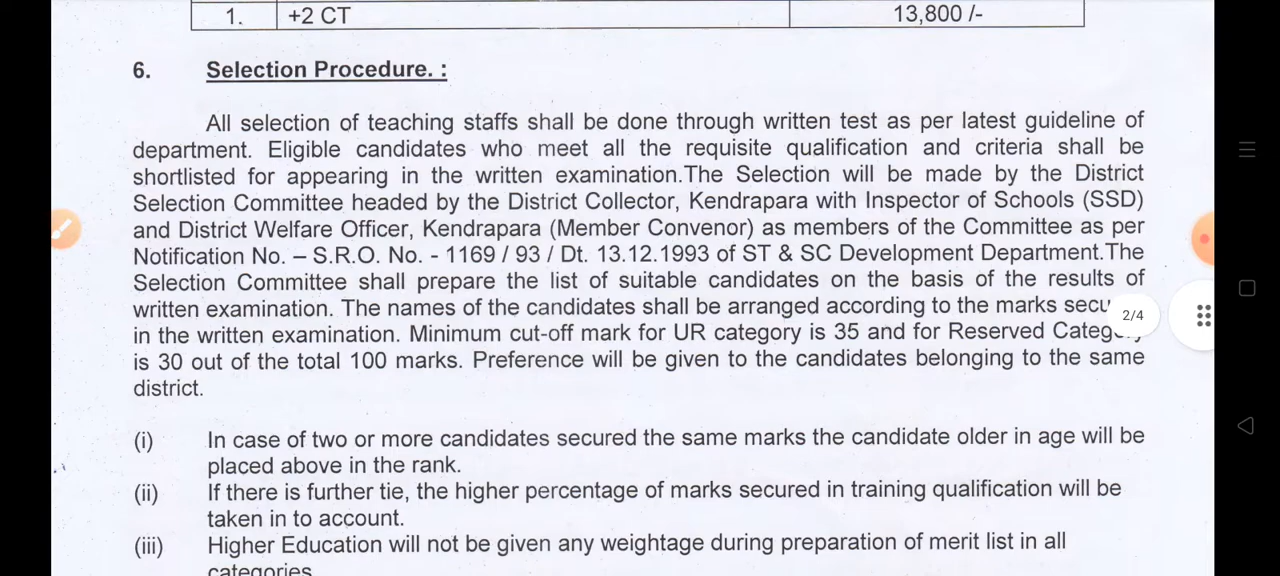 1. +2 CT 13,800 /-
6. Selection Procedure. :
All selection of teaching staffs shall be done through written test as per latest guideline of
department. Eligible candidates who meet all the requisite qualification and criteria shall be
shortlisted for appearing in the written examination.The Selection will be made by the District
Selection Committee headed by the District Collector, Kendrapara with Inspector of Schools (SSD)
and District Welfare Officer, Kendrapara (Member Convenor) as members of the Committee as per
Notification No. – S.R.O. No. - 1169 / 93 / Dt. 13.12.1993 of ST & SC Development Department.The
Selection Committee shall prepare the list of suitable candidates on the basis of the results of
written examination. The names of the candidates shall be arranged according to the marks
2/4
in the written examination. Minimum cut-off mark for UR category is 35 and for Reserved
is 30 out of the total 100 marks. Preference will be given to the candidates belonging to the same
district.
(i) In case of two or more candidates secured the same marks the candidate older in age will be
placed above in the rank.
(ii) If there is further tie, the higher percentage of marks secured in training qualification will be
taken in to account.
(iii) Higher Education will not be given any weightage during preparation of merit list in all
categories